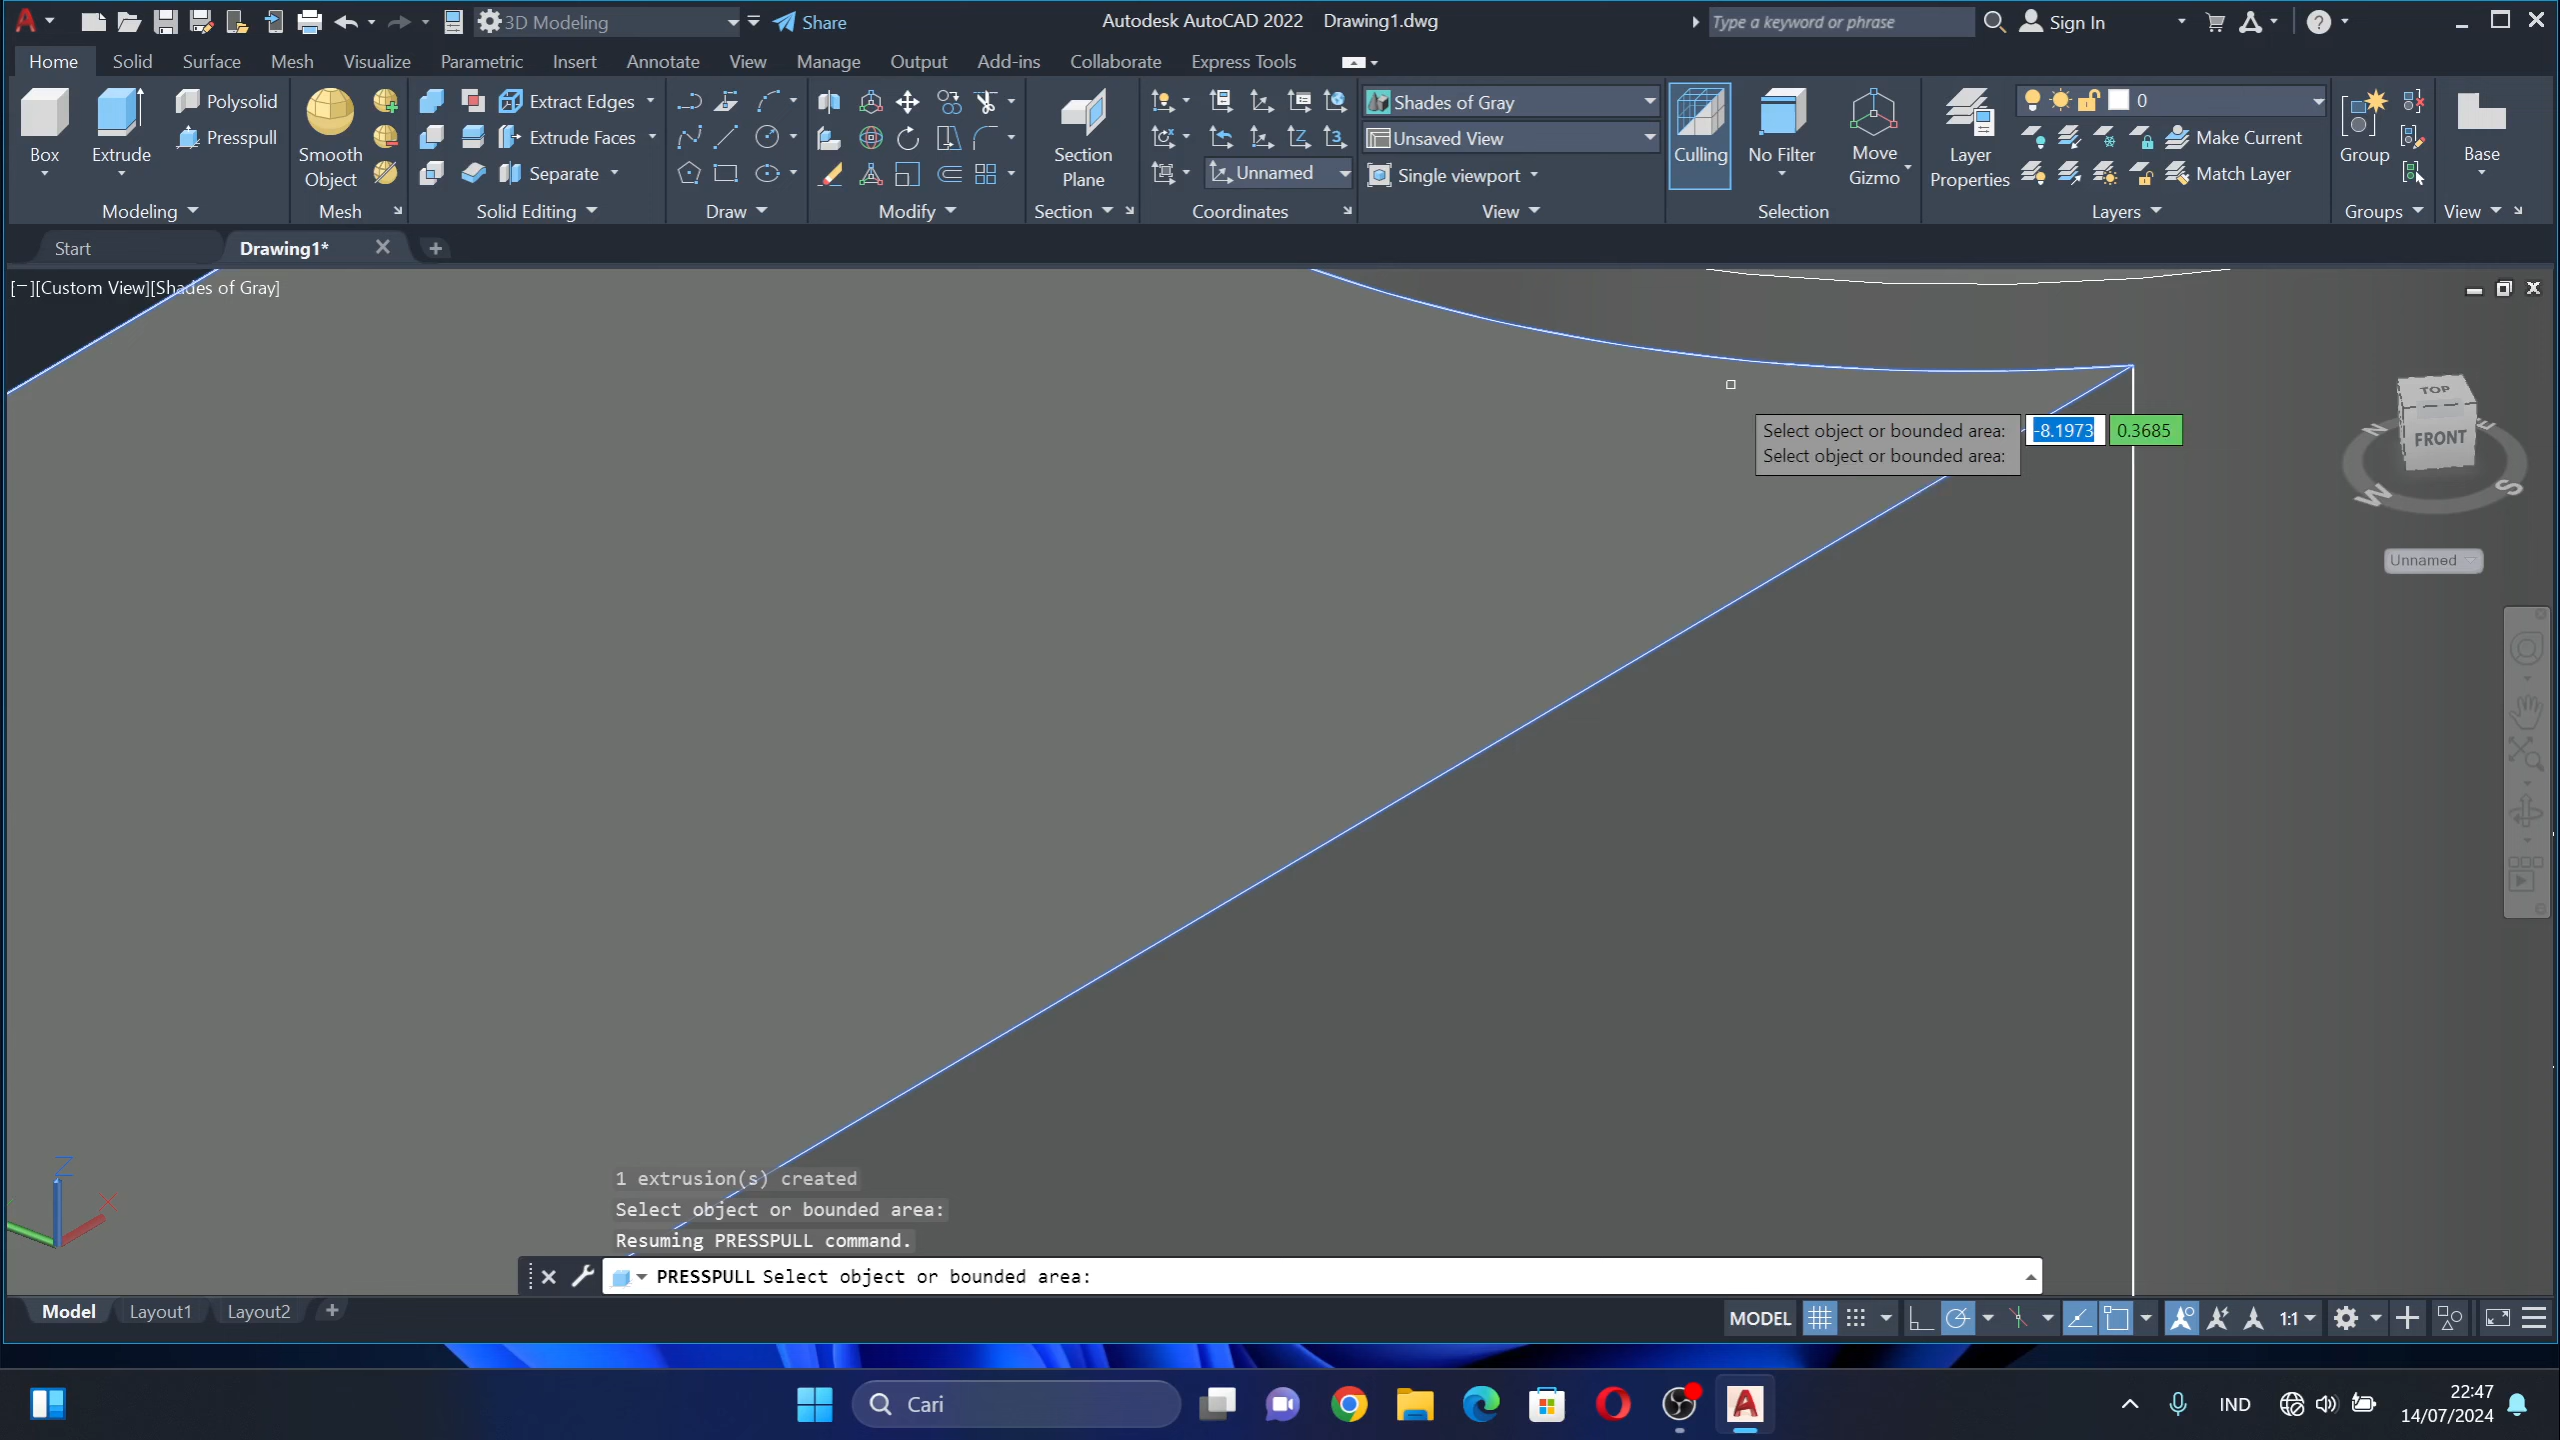 3D Modeling Share Autodesk AutoCAD 2022 Drawing1.dwg Type a keyword or phrase Sign In
Home Solid Surface Mesh Visualize Parametric Insert Annotate View Manage Output Add-ins Collaborate Express Tools
Polysolid Extract Edges Shades of Gray 0
Presspull Extrude Faces Unsaved View Make Current
Box Extrude Smooth Object Separate Section Plane Unnamed Single viewport Culling No Filter Move Gizmo Layer Properties Match Layer Group Base
Modeling Mesh Solid Editing Draw Modify Section Coordinates View Selection Layers Groups View
Start Drawing1*
[−][Custom View][Shades of Gray]
TOP
FRONT
N E
W S
Unnamed
Select object or bounded area: -8.1973 0.3685
Select object or bounded area:
Z
X
1 extrusion(s) created
Select object or bounded area:
Resuming PRESSPULL command.
PRESSPULL Select object or bounded area:
Model Layout1 Layout2
MODEL 1:1
Cari IND 22:47
14/07/2024